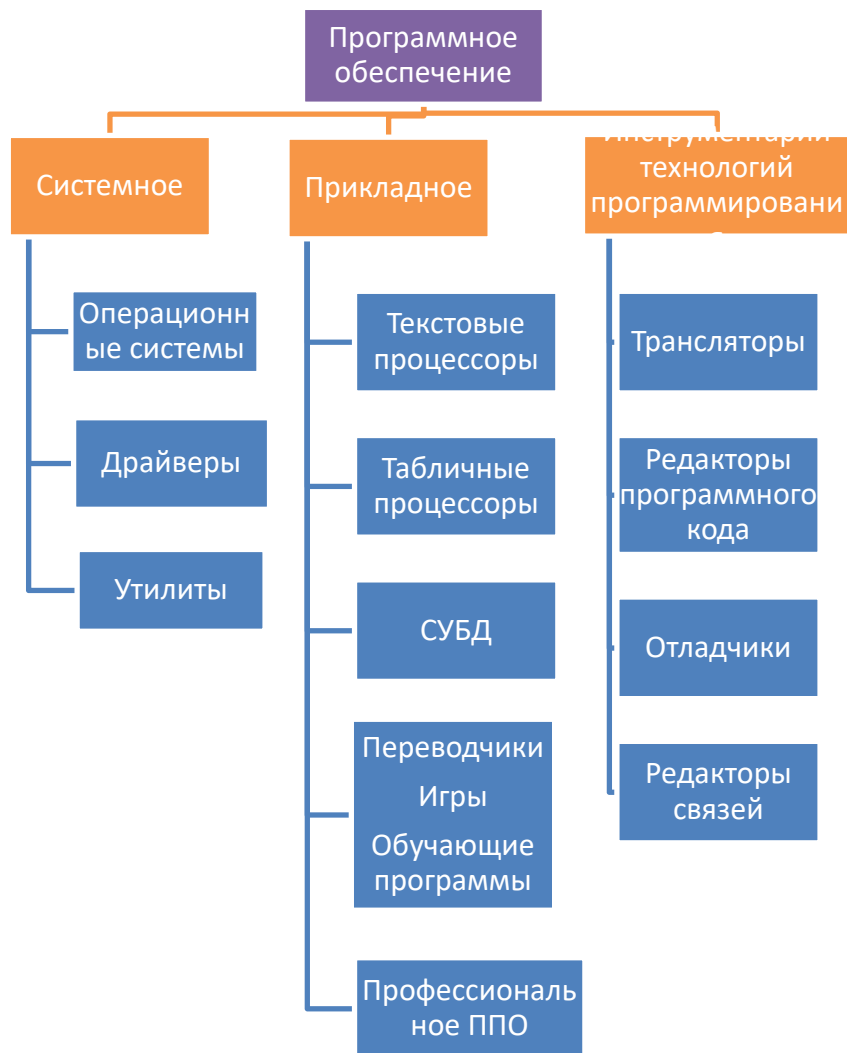 Программное
обеспечение
Системное
Операционн
ые системы
Драйверы
Утилиты
Прикладное
Текстовые
процессоры
Табличные
процессоры
СУБД
Переводчики
Игры
Обучающие
программы
Профессиональ
ное ППО
Инструментарий
технологий
программировани
Трансляторы
Редакторы
программного
кода
Отладчики
Редакторы
связей